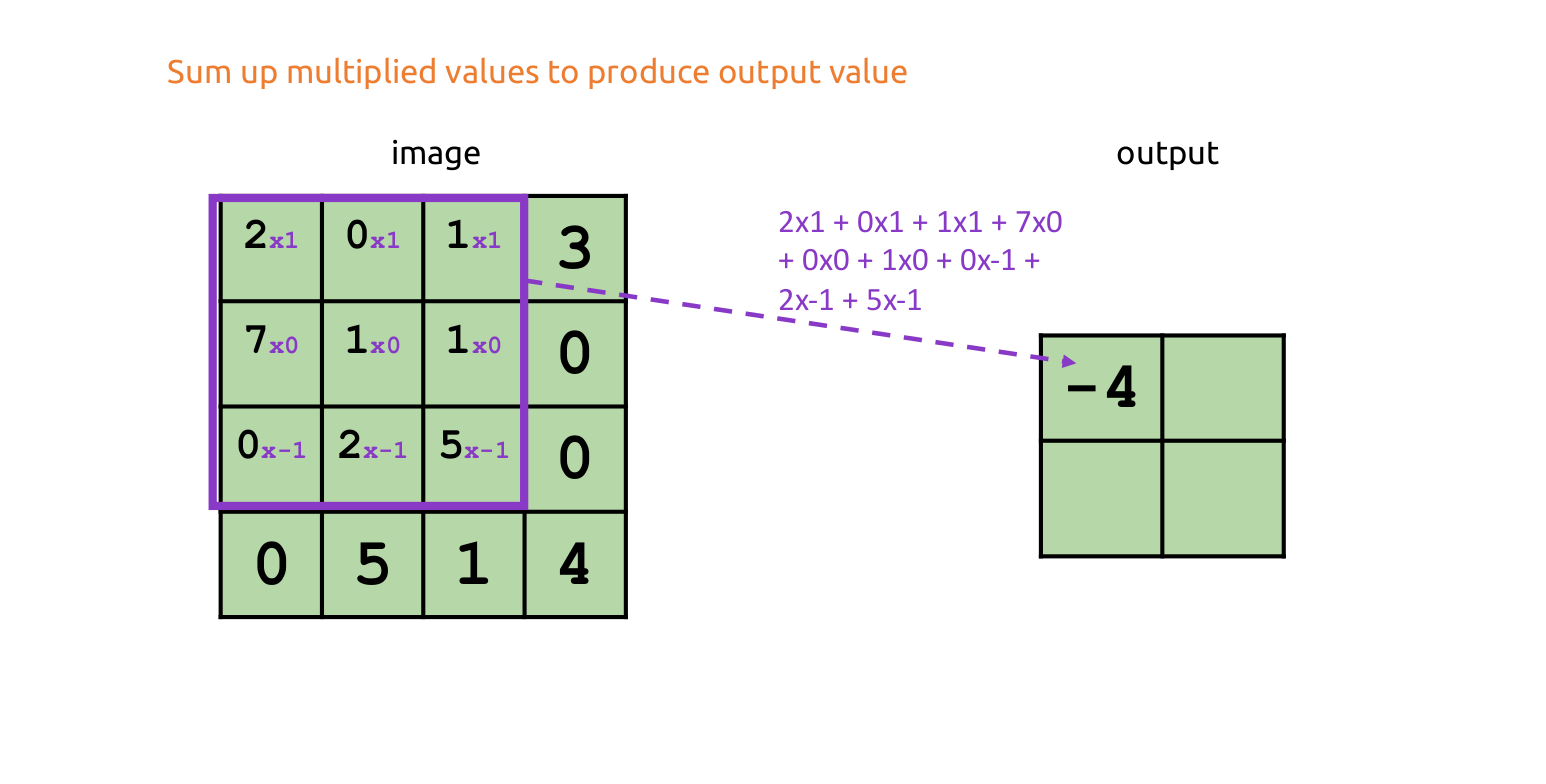 Sum up multiplied values to produce output value
image
output
2x1 0x1 1x1 3
7x0 1x0 1x0 0
0x-1 2x-1 5x-1 0
0 5 1 4
2x1 + 0x1 + 1x1 + 7x0
+ 0x0 + 1x0 + 0x-1 +
2x-1 + 5x-1
-4